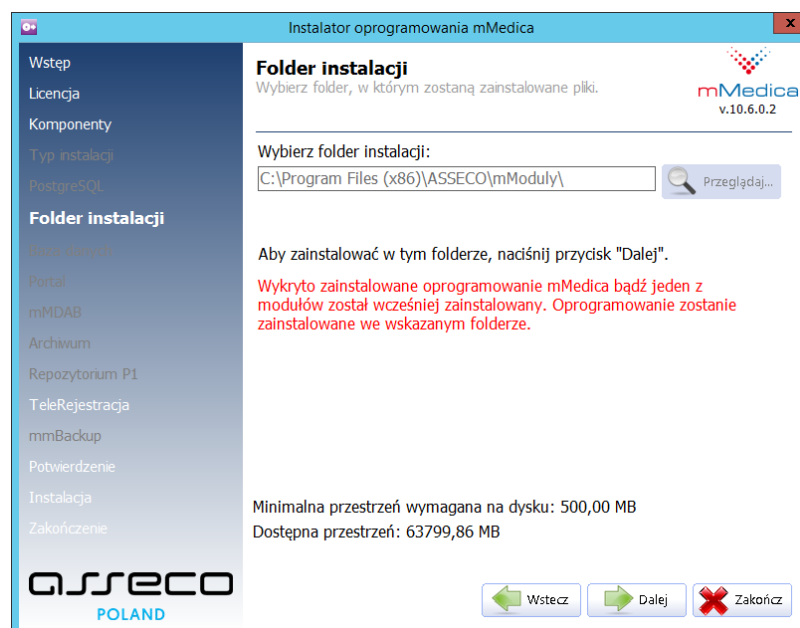 Instalator oprogramowania mMedica
x
Wstęp
Licencja
Komponenty
Typ instalacji
PostgreSQL
Folder instalacji
Portal
mMDAB
Archiwum
Repozytorium P1
TeleRejestracja
mmBackup
Potwierdzenie
Instalacja
Zakończenie
asseco
POLAND
Folder instalacji
Wybierz folder, w którym zostaną zainstalowane pliki.
mMedica
v.10.6.0.2
Wybierz folder instalacji:
C:\Program Files (x86)\ASSECO\mModuly\
Przeglądaj...
Aby zainstalować w tym folderze, naciśnij przycisk "Dalej".
Wykryto zainstalowane oprogramowanie mMedica bądź jeden z
modułów został wcześniej zainstalowany. Oprogramowanie zostanie
zainstalowane we wskazanym folderze.
Minimalna przestrzeń wymagana na dysku: 500,00 MB
Dostępna przestrzeń: 63799,86 MB
Wstecz
Dalej
Zakończ